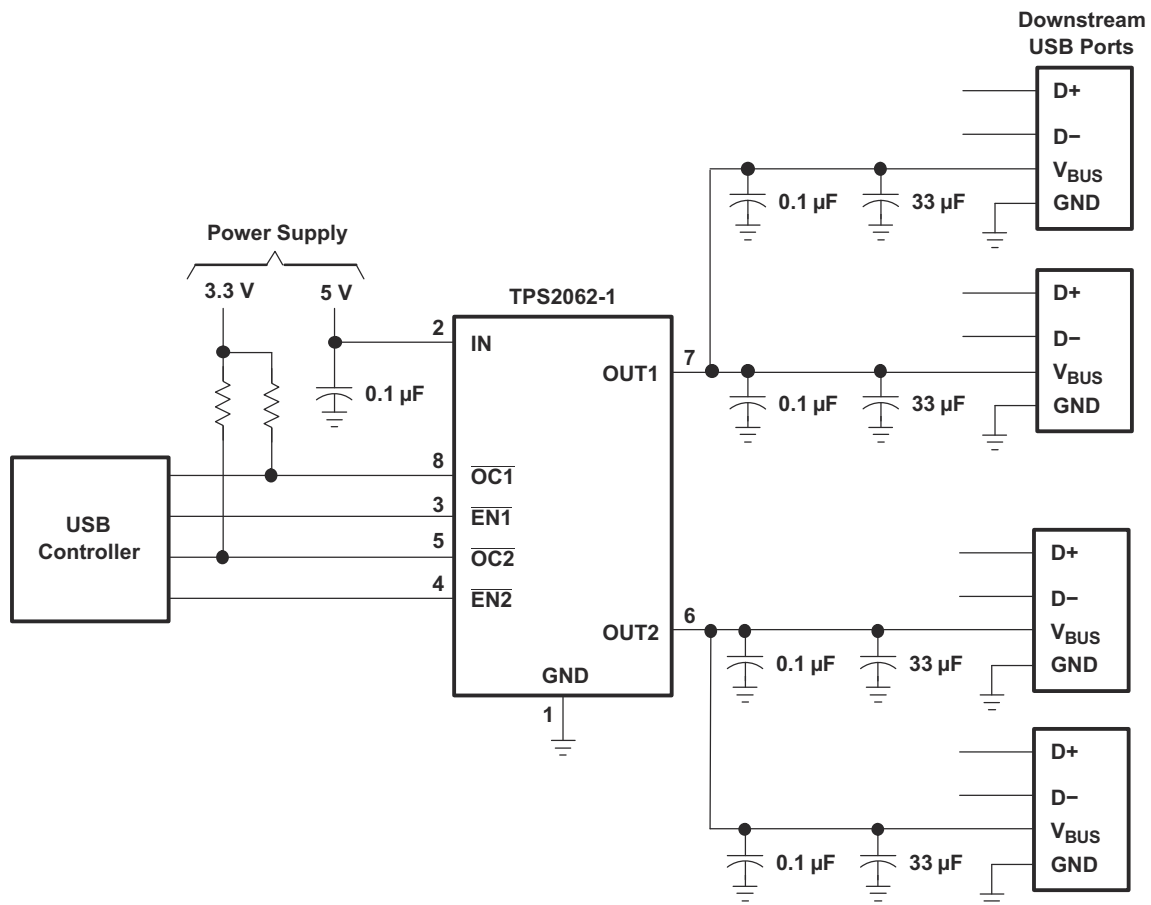 Downstream
USB Ports
D+
D−
VBUS
GND
0.1 µF
33 µF
Power Supply
3.3 V
5 V
0.1 µF
TPS2062-1
2
IN
OUT1
7
8
OC1
3
EN1
5
OC2
4
EN2
OUT2
6
GND
1
USB
Controller
D+
D−
VBUS
GND
0.1 µF
33 µF
D+
D−
VBUS
GND
0.1 µF
33 µF
D+
D−
VBUS
GND
0.1 µF
33 µF